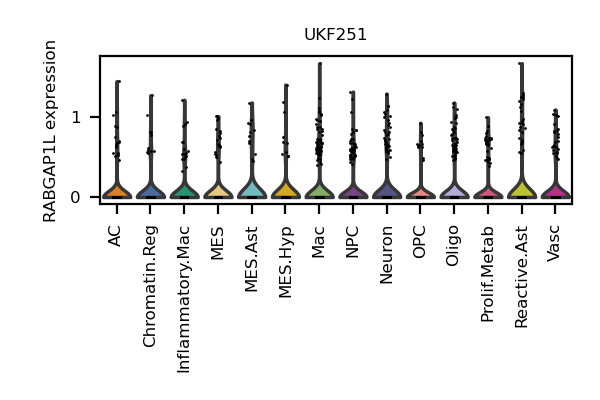 UKF251
RABGAP1L expression
1
0
AC
Chromatin.Reg
Inflammatory.Mac
MES
MES.Ast
MES.Hyp
Mac
NPC
Neuron
OPC
Oligo
Prolif.Metab
Reactive.Ast
Vasc